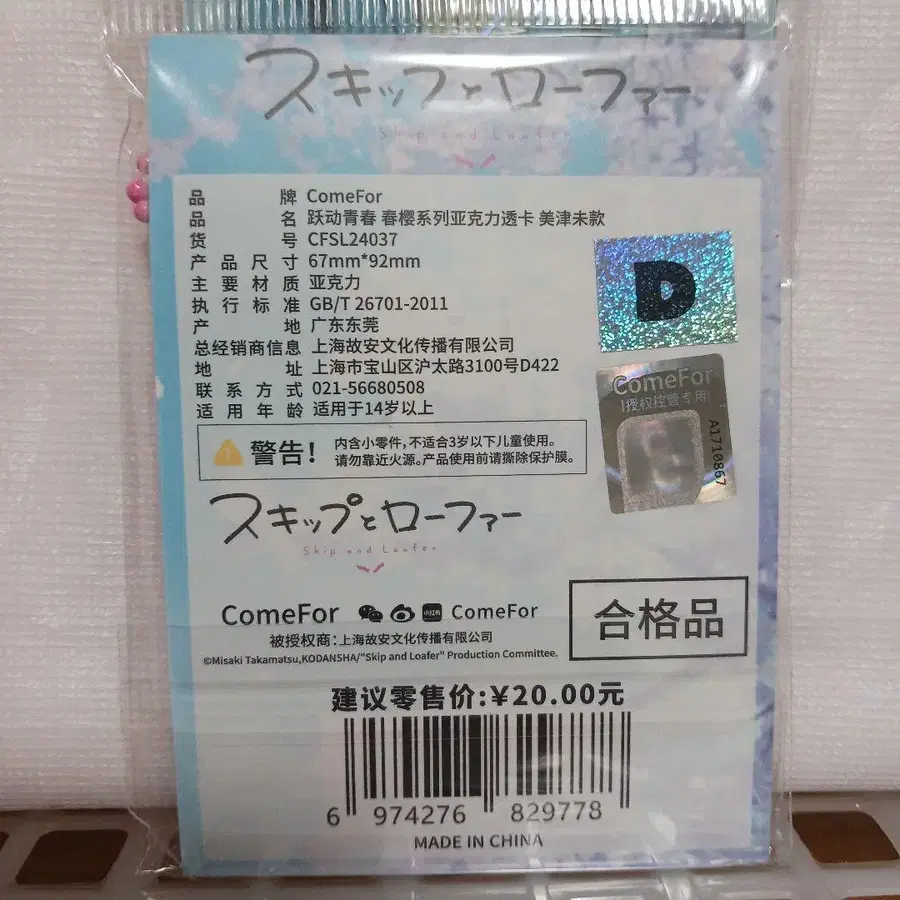 スキップとローファー
Skip and Loafer
品牌 ComeFor
品名 跃动青春 春樱系列亚克力透卡 美津未款
货号 CFSL24037
产品尺寸 67mm*92mm
主要材质 亚克力
执行标准 GB/T 26701-2011
产地 广东东莞
总经销商信息 上海故安文化传播有限公司
地址 上海市宝山区沪太路3100号D422
联系方式 021-56680508
适用年龄 适用于14岁以上
D
ComeFor
授权控管专用
A1710867
警告!
内含小零件,不适合3岁以下儿童使用。
请勿靠近火源。产品使用前请撕除保护膜。
スキップとローファー
Skip and Loafer
ComeFor 小红书 ComeFor
被授权商:上海故安文化传播有限公司
©Misaki Takamatsu,KODANSHA/"Skip and Loafer" Production Committee.
合格品
建议零售价:¥20.00元
6 974276 829778
MADE IN CHINA